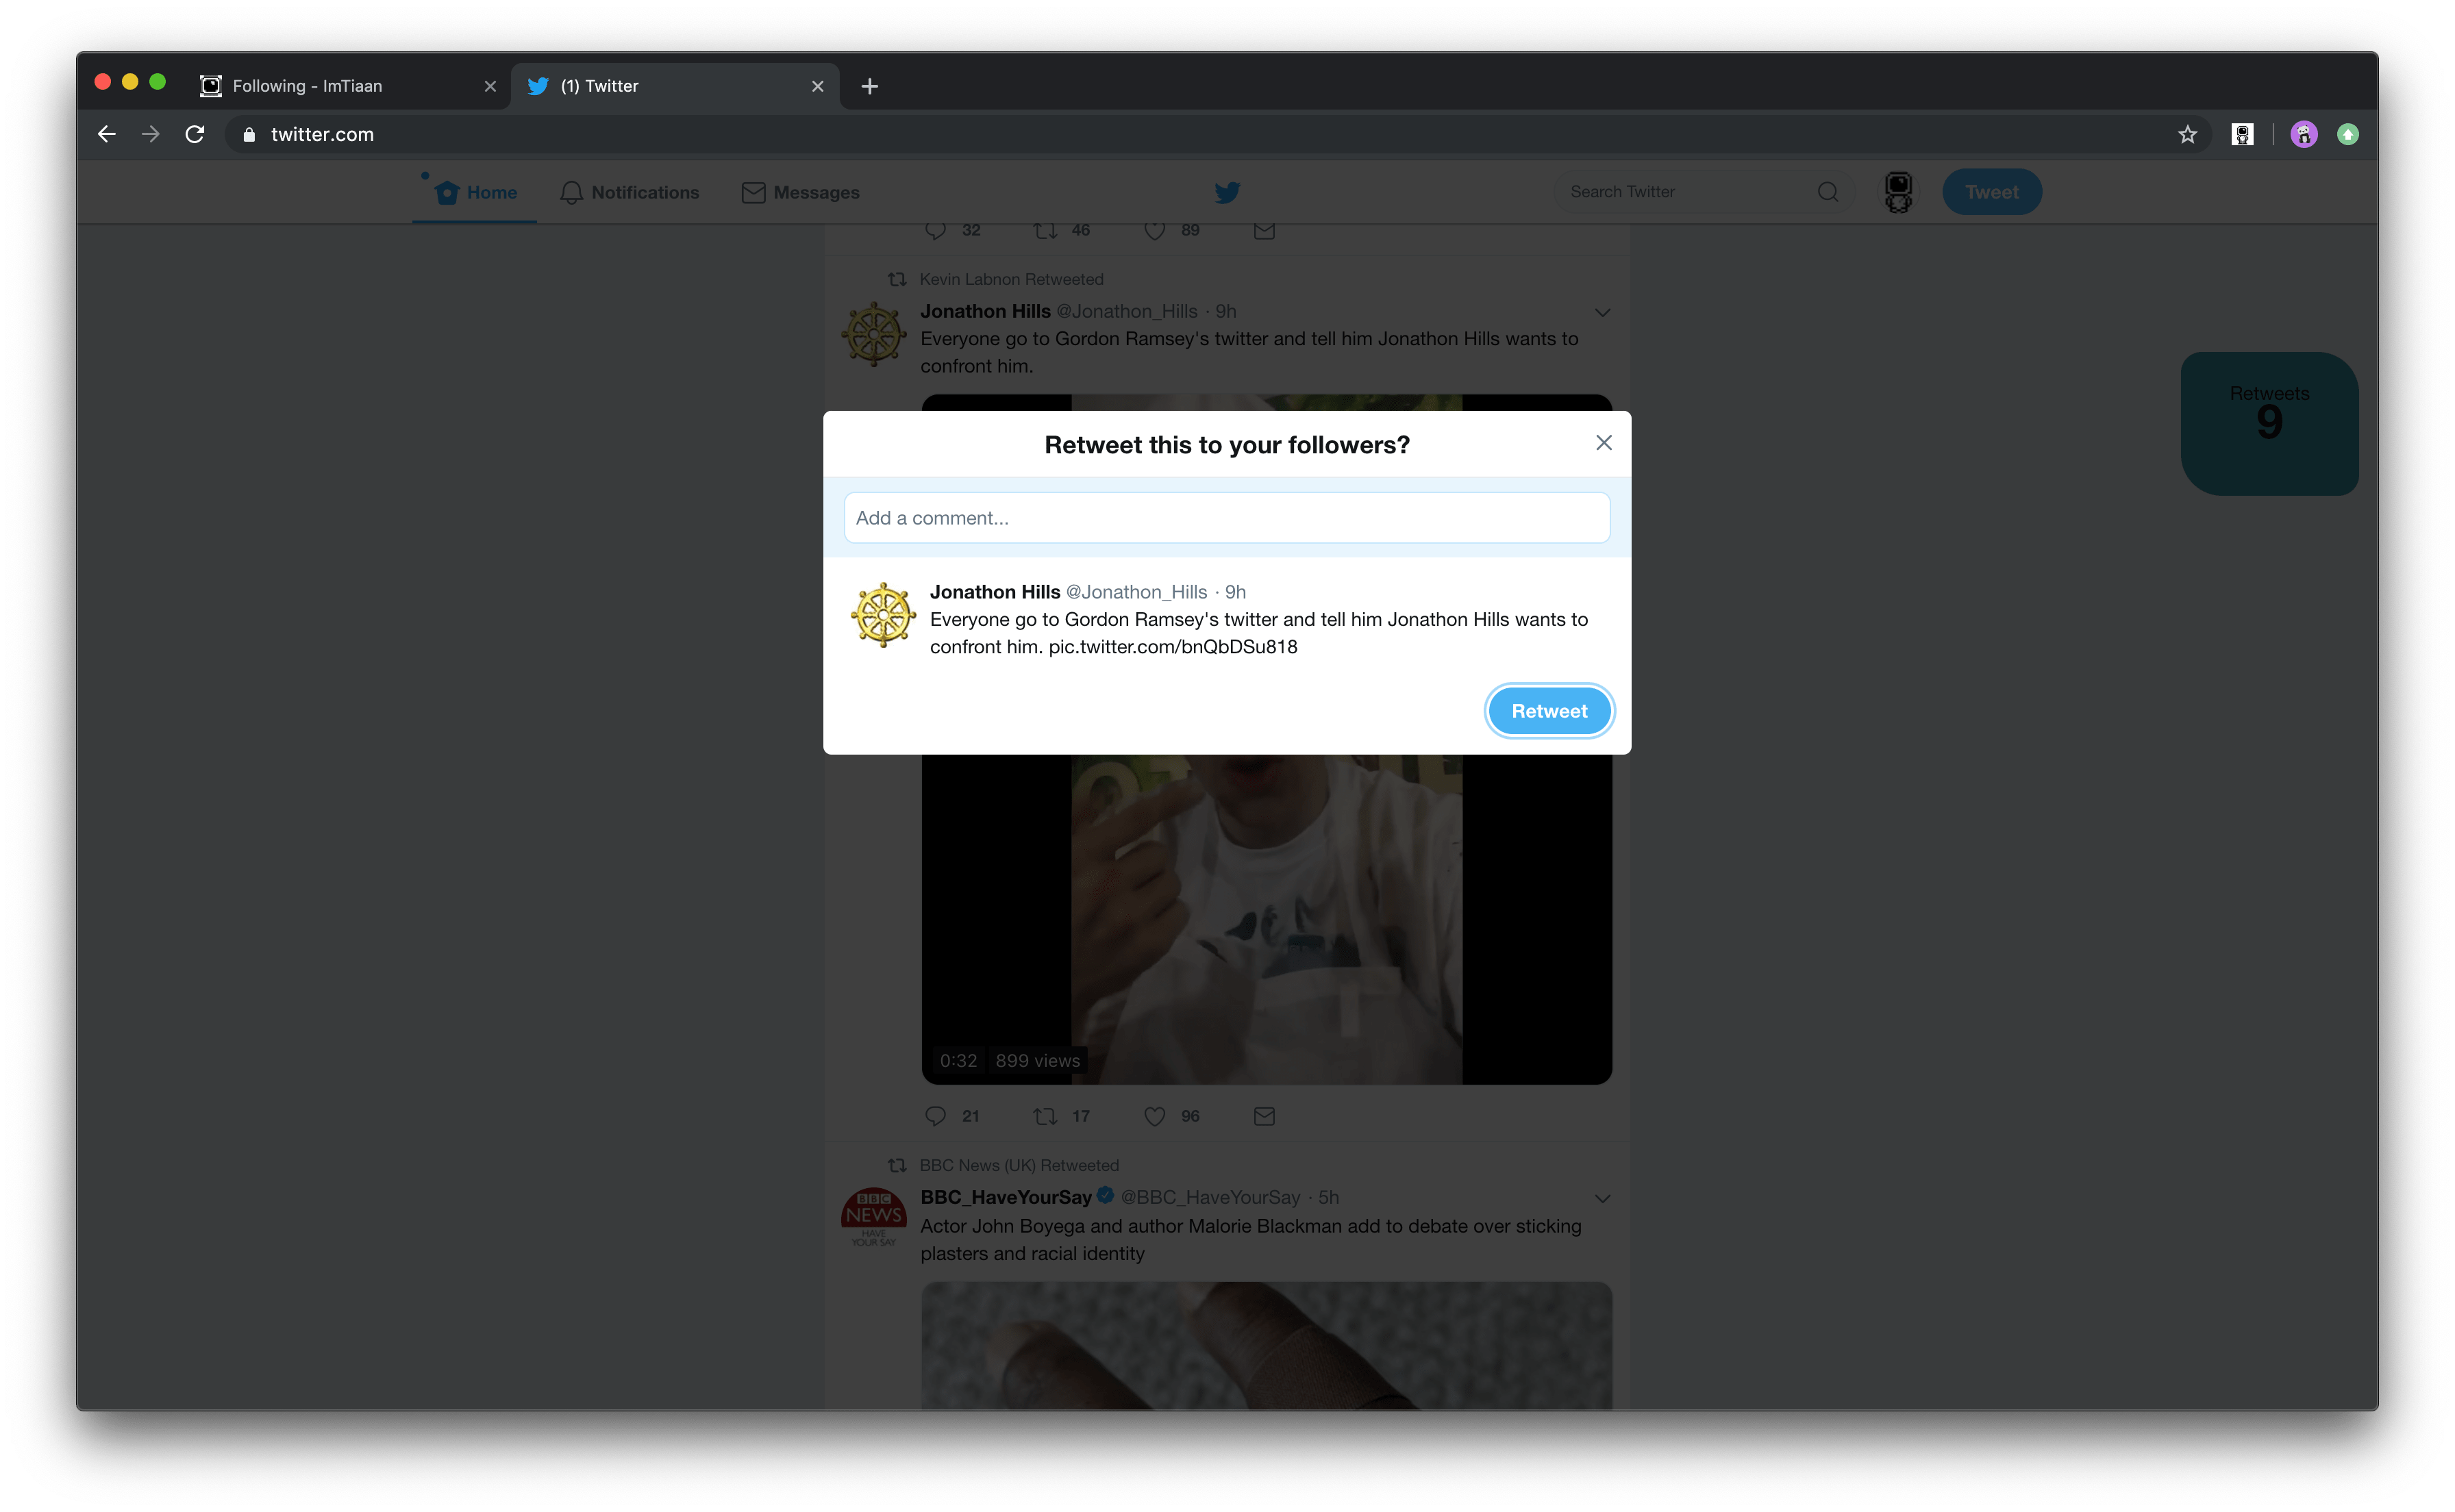 Following - ImTiaan
(1) Twitter
twitter.com
Home
Notifications
Messages
Search Twitter
Tweet
32
46
89
Kevin Labnon Retweeted
Jonathon Hills @Jonathon_Hills · 9h
Everyone go to Gordon Ramsey's twitter and tell him Jonathon Hills wants to
confront him.
Retweets
9
Retweet this to your followers?
Add a comment...
Jonathon Hills @Jonathon_Hills · 9h
Everyone go to Gordon Ramsey's twitter and tell him Jonathon Hills wants to
confront him. pic.twitter.com/bnQbDSu818
Retweet
0:32
899 views
21
17
96
BBC News (UK) Retweeted
BBC_HaveYourSay @BBC_HaveYourSay · 5h
BBC
NEWS
HAVE
YOUR SAY
Actor John Boyega and author Malorie Blackman add to debate over sticking
plasters and racial identity